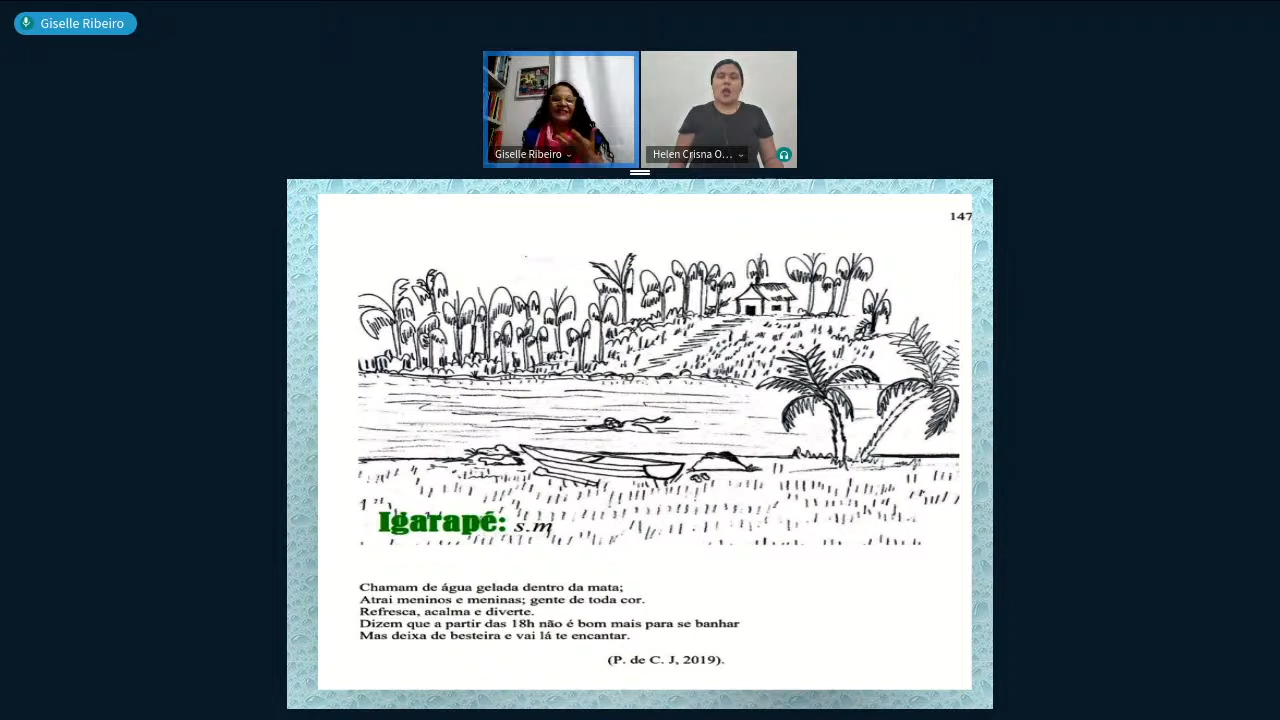 Giselle Ribeiro
Giselle Ribeiro
Helen Crisna O...
147
Igarapé: s.m
Chamam de água gelada dentro da mata;
Atrai meninos e meninas; gente de toda cor.
Refresca, acalma e diverte.
Dizem que a partir das 18h não é bom mais para se banhar
Mas deixa de besteira e vai lá te encantar.
(P. de C. J, 2019).